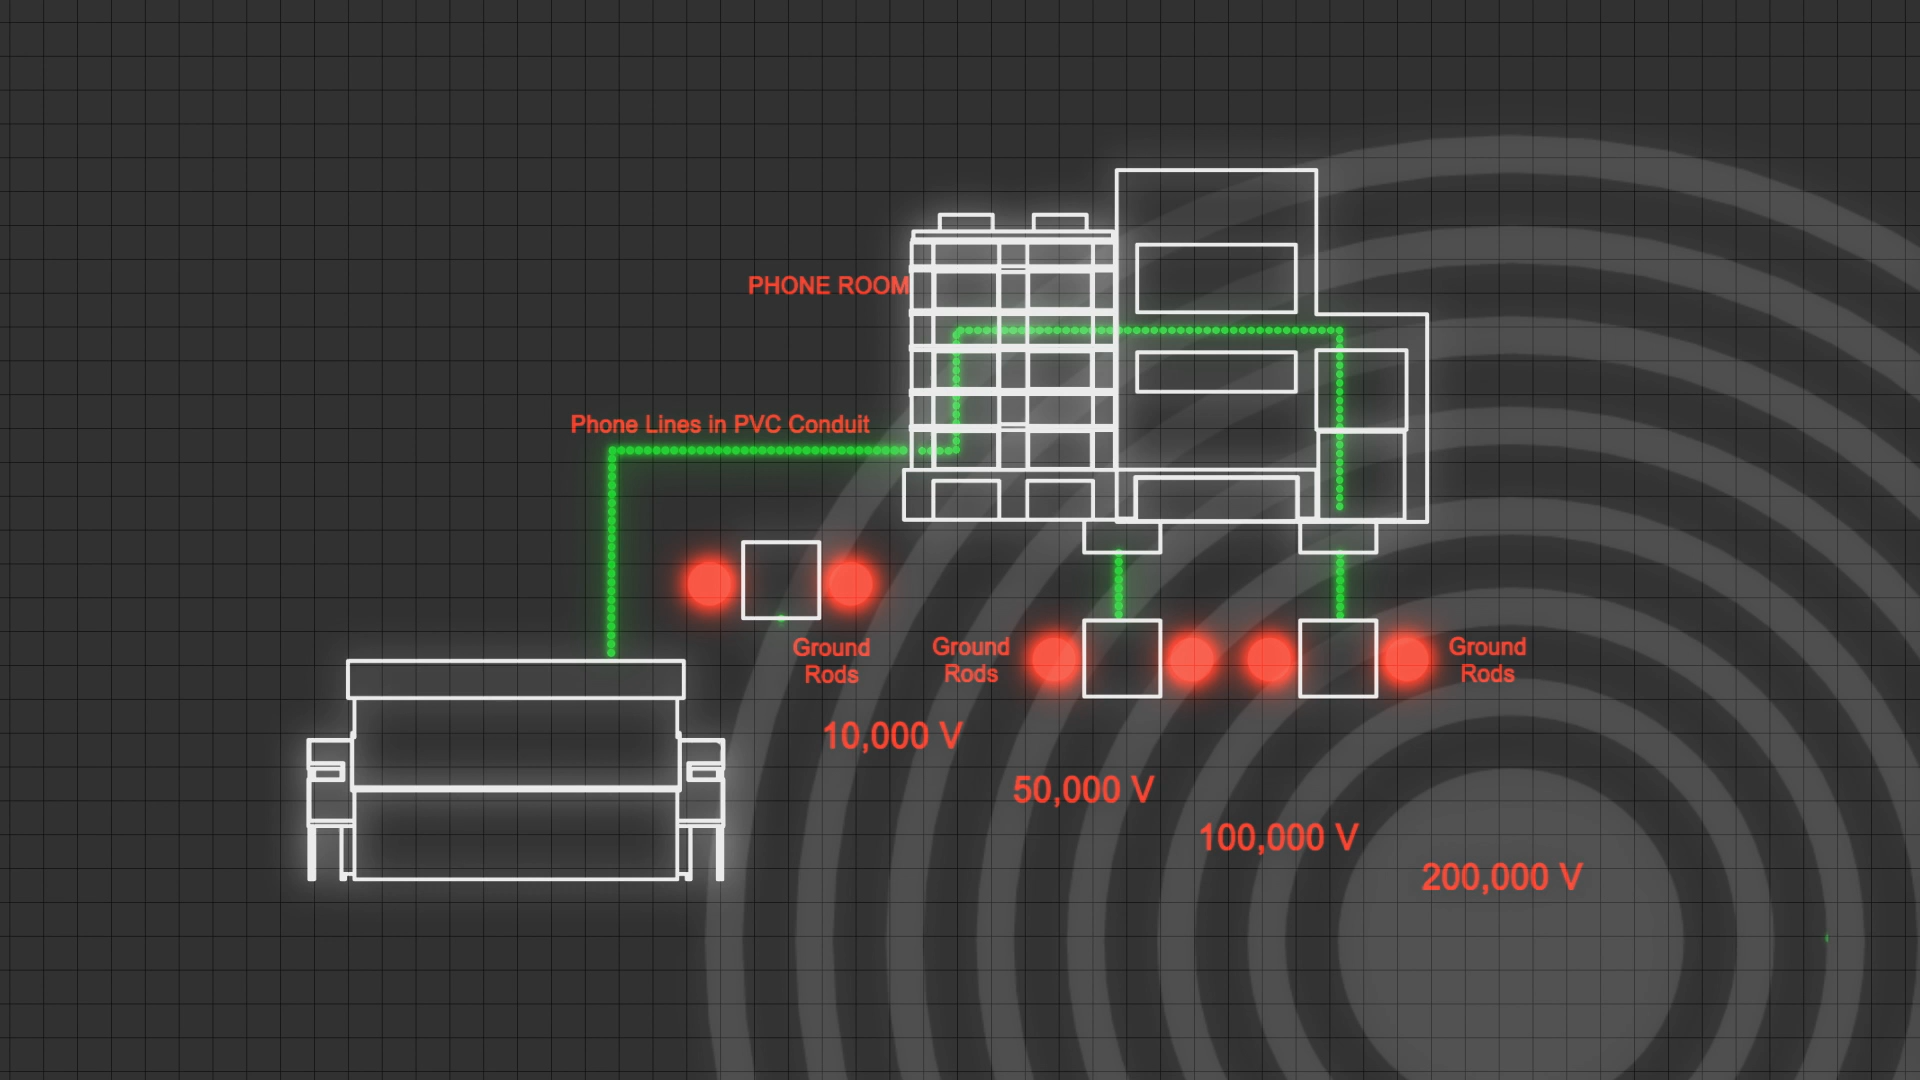 PHONE ROOM
Phone Lines in PVC Conduit
Ground
Rods
Ground
Rods
Ground
Rods
10,000 V
50,000 V
100,000 V
200,000 V